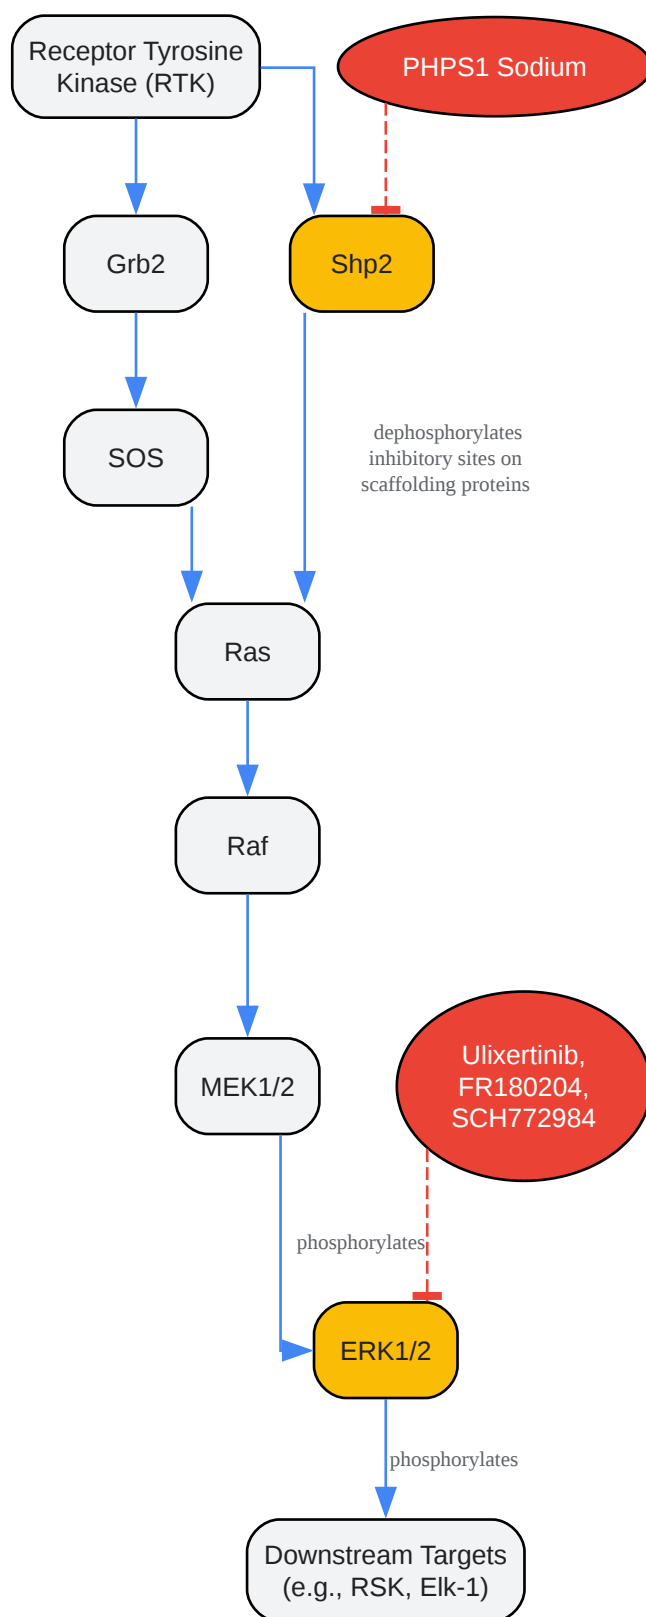 Receptor Tyrosine
Kinase (RTK)
PHPS1 Sodium
Grb2
Shp2
SOS
dephosphorylates
inhibitory sites on
scaffolding proteins
Ras
Raf
MEK1/2
Ulixertinib,
FR180204,
SCH772984
phosphorylates
ERK1/2
phosphorylates
Downstream Targets
(e.g., RSK, Elk-1)